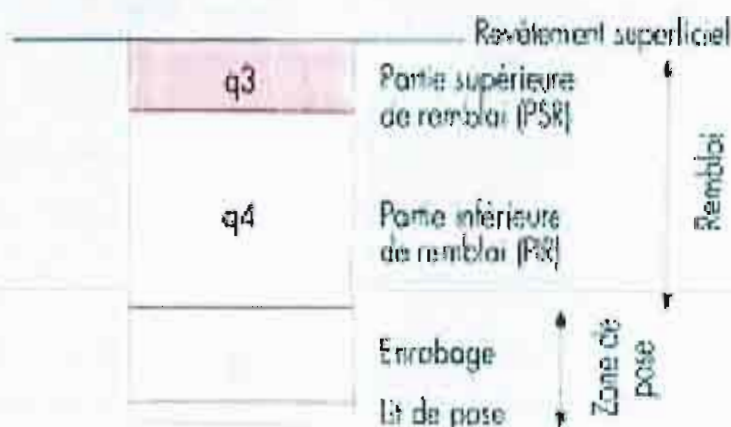 Revêtement superficiel
q3
Partie supérieure
de remblai (PSR)
q4
Partie inférieure
de remblai (PIR)
Remblai
Enrobage
Lit de pose
Zone de
pose